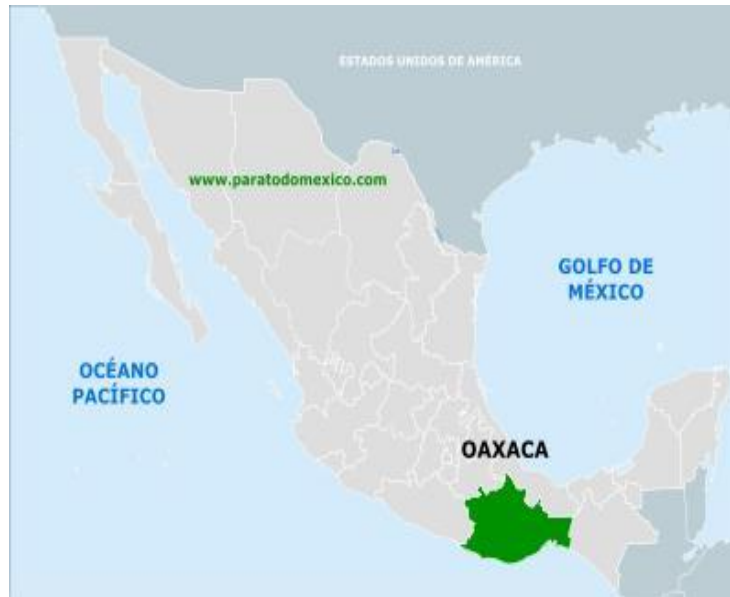 ESTADOS UNIDOS DE AMÉRICA
www.paratodomexico.com
GOLFO DE
MÉXICO
OCÉANO
PACÍFICO
OAXACA